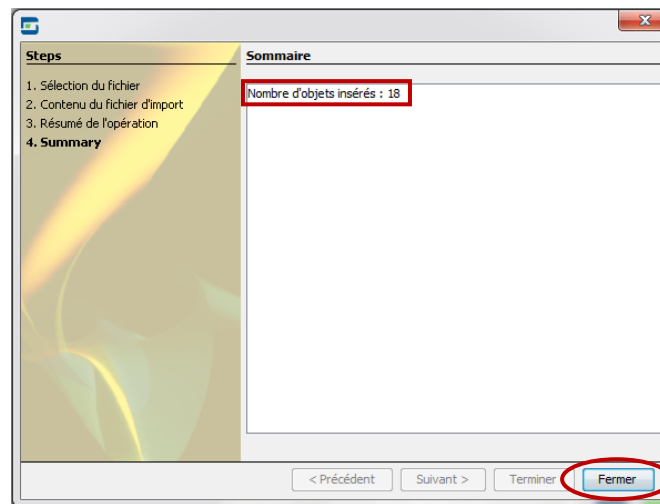 Steps
1. Sélection du fichier
2. Contenu du fichier d'import
3. Résumé de l'opération
4. Summary
Sommaire
Nombre d'objets insérés : 18
< Précédent
Suivant >
Terminer
Fermer